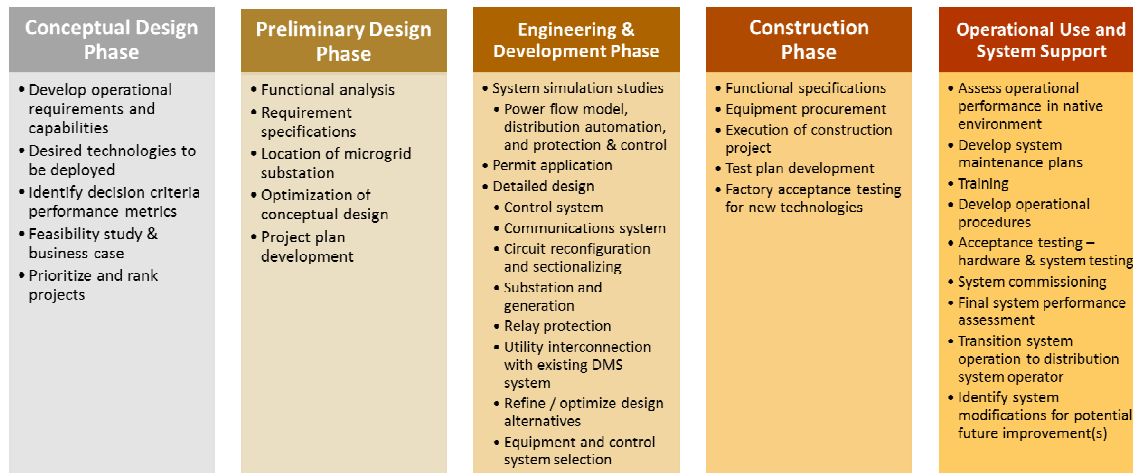 Conceptual Design
Phase
• Develop operational
requirements and
capabilities
• Desired technologies to
be deployed
• Identify decision criteria
performance metrics
• Feasibility study &
business case
• Prioritize and rank
projects
Preliminary Design
Phase
• Functional analysis
• Requirement
specifications
• Location of microgrid
substation
• Optimization of
conceptual design
• Project plan
development
Engineering &
Development Phase
• System simulation studies
• Power flow model,
distribution automation,
and protection & control
• Permit application
• Detailed design
• Control system
• Communications system
• Circuit reconfiguration
and sectionalizing
• Substation and
generation
• Relay protection
• Utility interconnection
with existing DMS
system
• Refine / optimize design
alternatives
• Equipment and control
system selection
Construction
Phase
• Functional specifications
• Equipment procurement
• Execution of construction
project
• Test plan development
• Factory acceptance testing
for new technologies
Operational Use and
System Support
• Assess operational
performance in native
environment
• Develop system
maintenance plans
• Training
• Develop operational
procedures
• Acceptance testing –
hardware & system testing
• System commissioning
• Final system performance
assessment
• Transition system
operation to distribution
system operator
• Identify system
modifications for potential
future improvement(s)